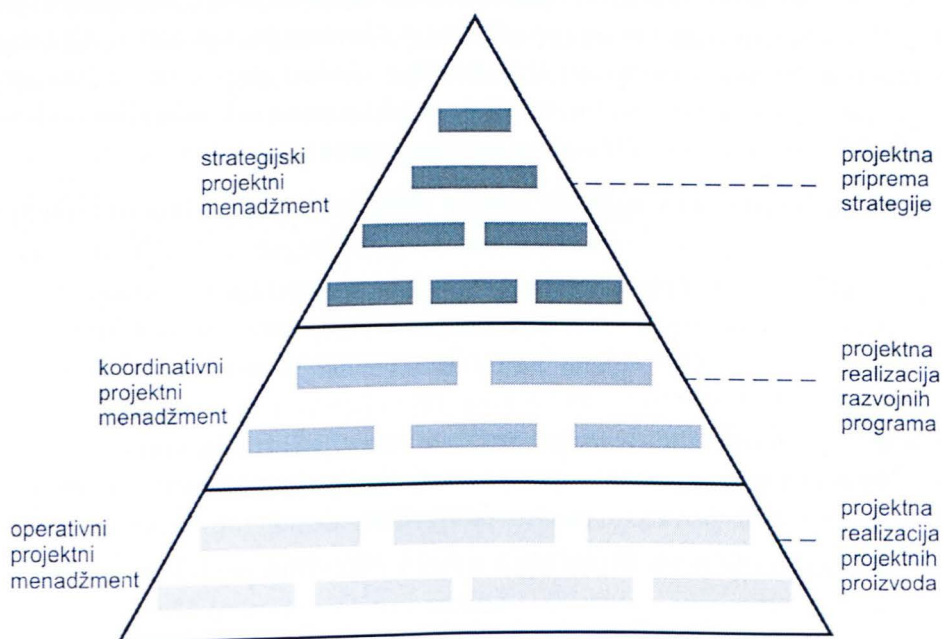 strategijski
projektni
menadžment
projektna
priprema
strategije
koordinativni
projektni
menadžment
projektna
realizacija
razvojnih
programa
operativni
projektni
menadžment
projektna
realizacija
projektnih
proizvoda